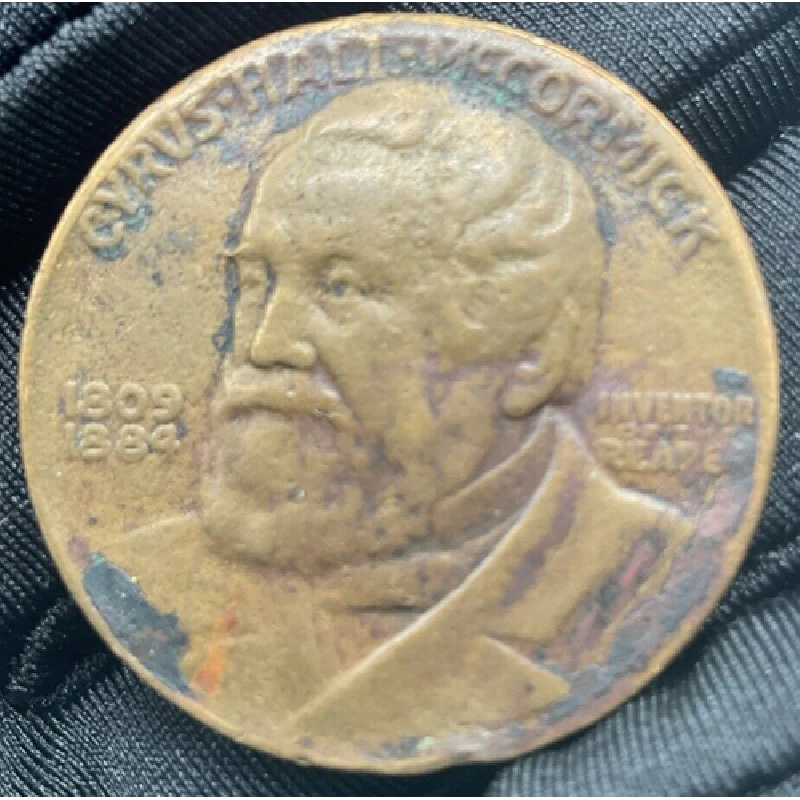 CYRUS·HALL·McCORMICK
1809
1884
INVENTOR
REAPE